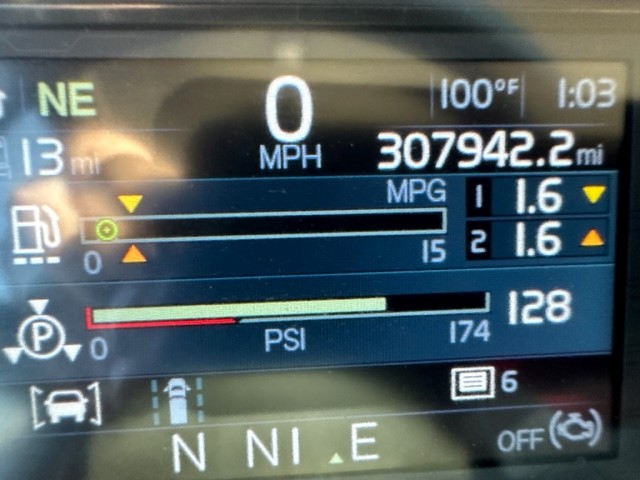 NE 0 100°F 1:03
13 mi MPH 307942.2 mi
MPG 1 1.6
0 15 2 1.6
P 128
0 PSI 174
6
N NI E OFF